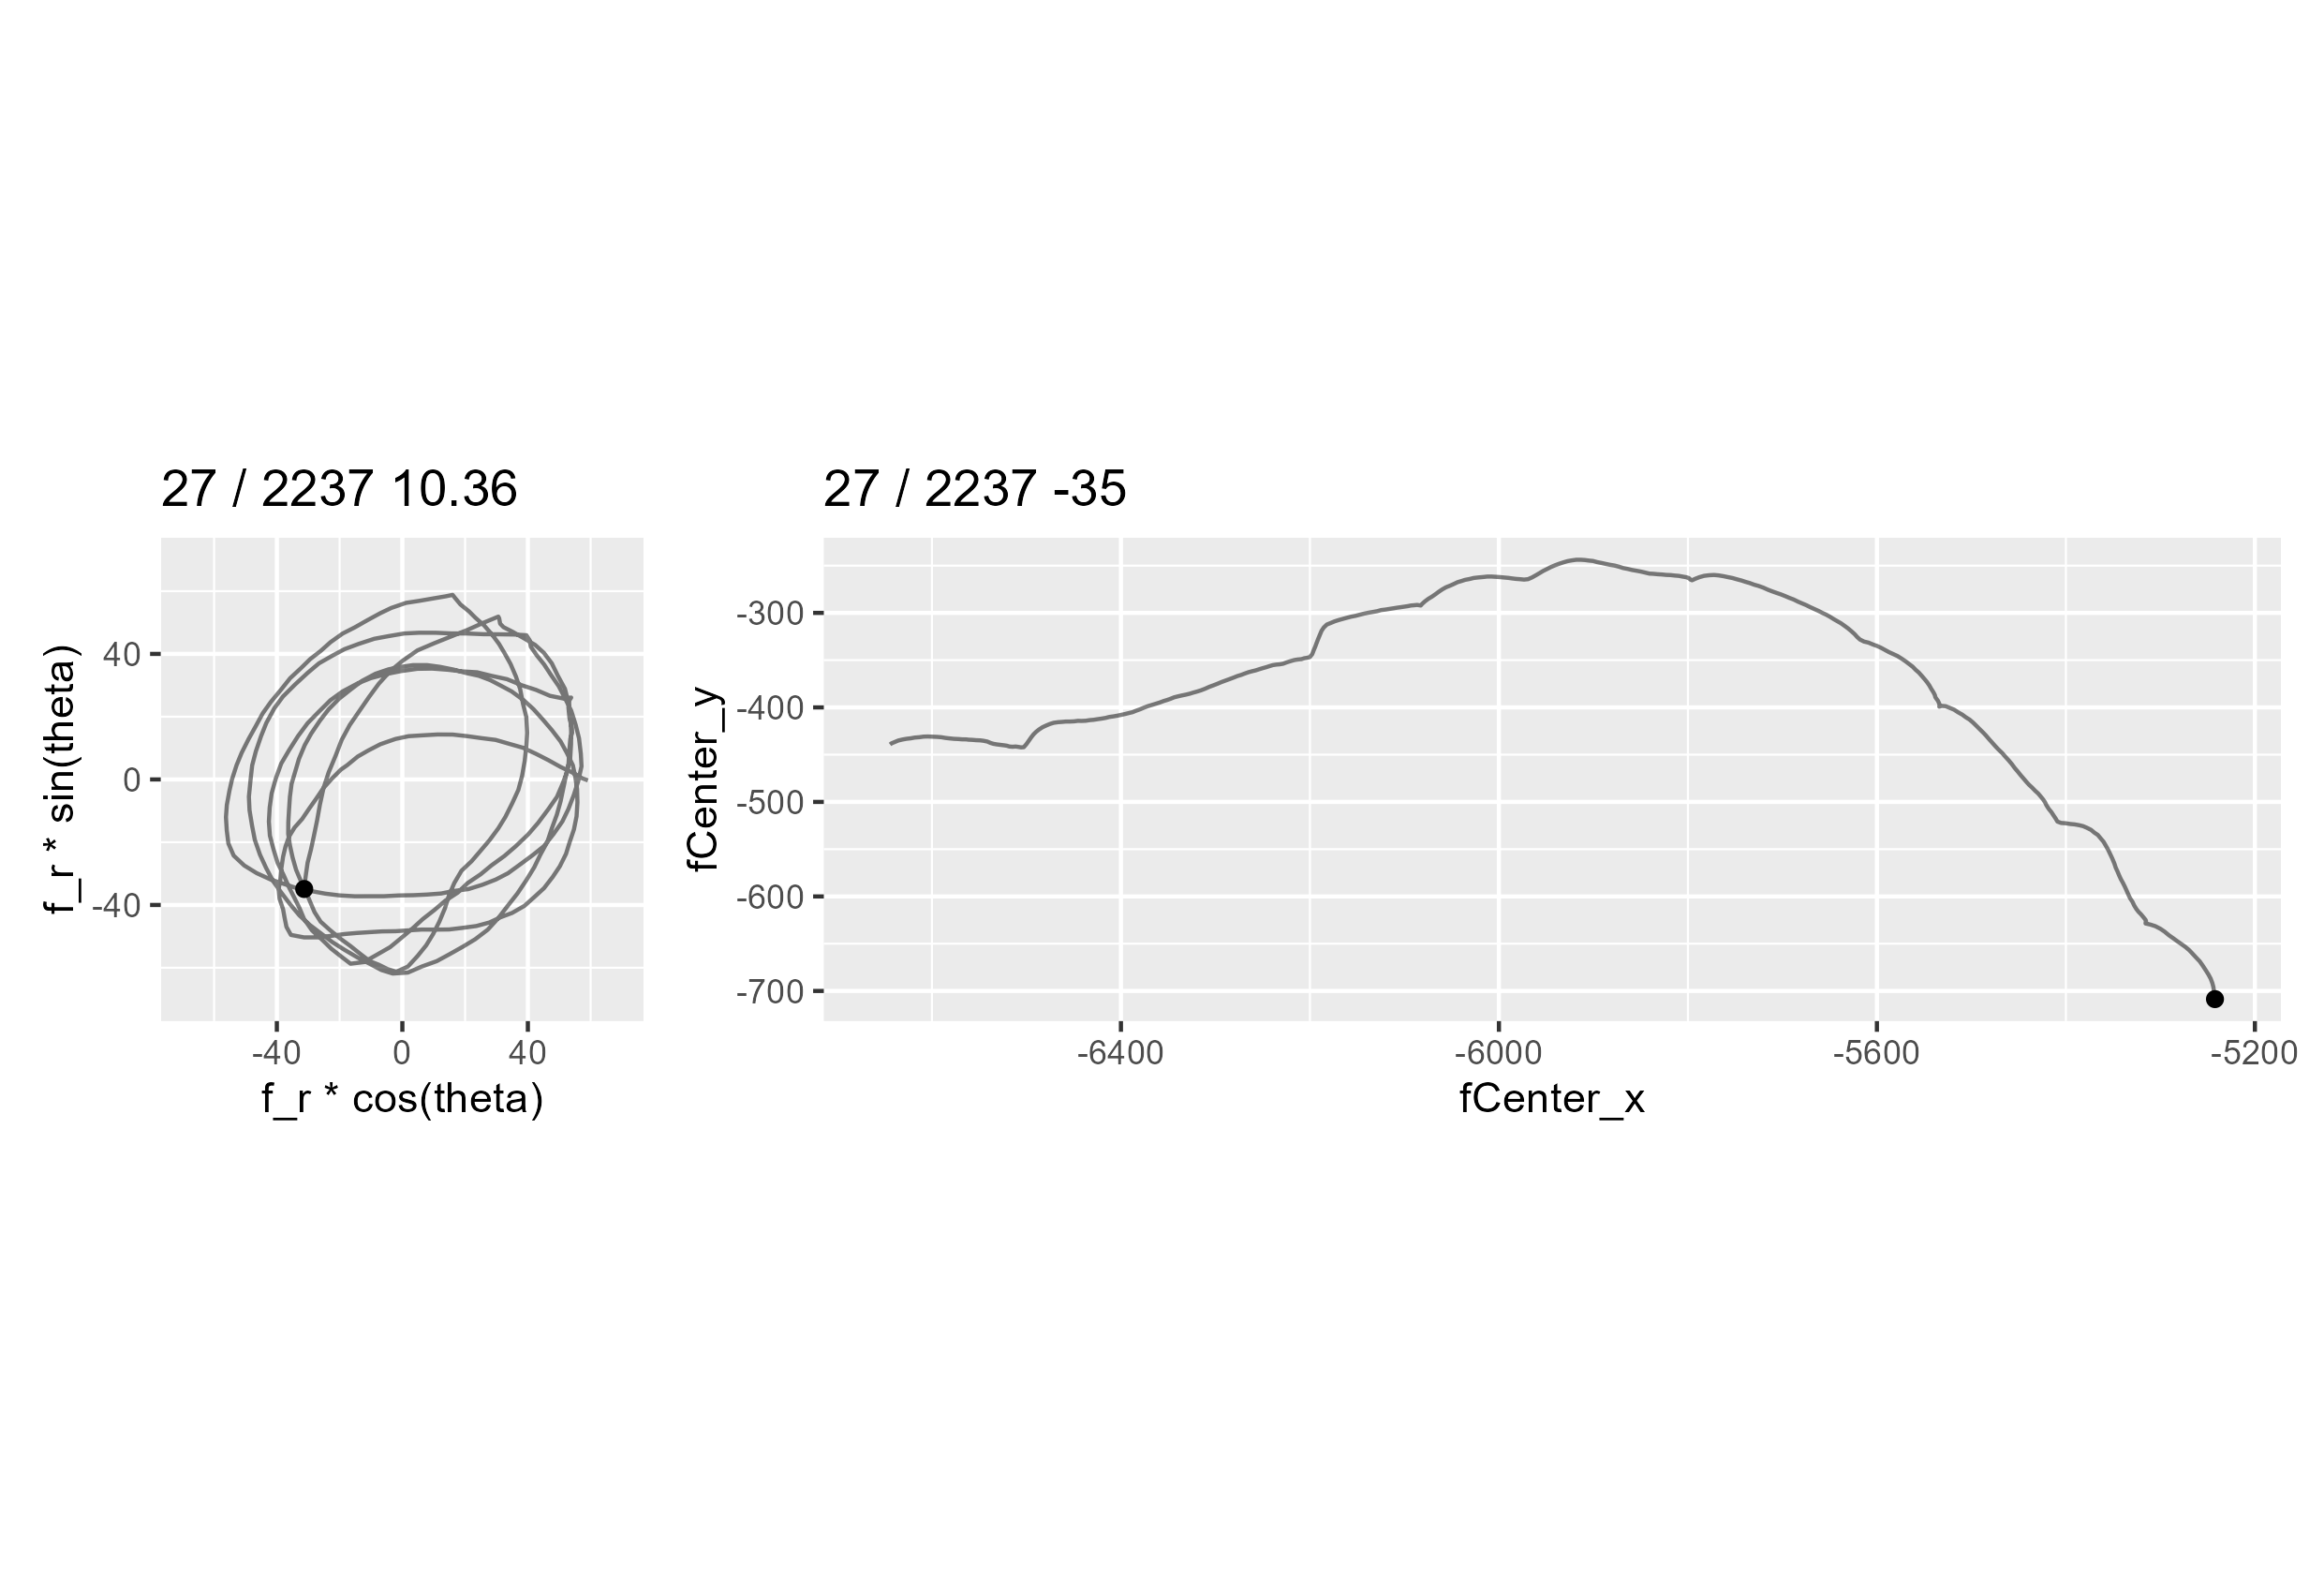 27 / 2237 10.36
40
0
-40
f_r * sin(theta)
-40 0 40
f_r * cos(theta)
27 / 2237 -35
-300
-400
-500
-600
-700
fCenter_y
-6400 -6000 -5600 -5200
fCenter_x